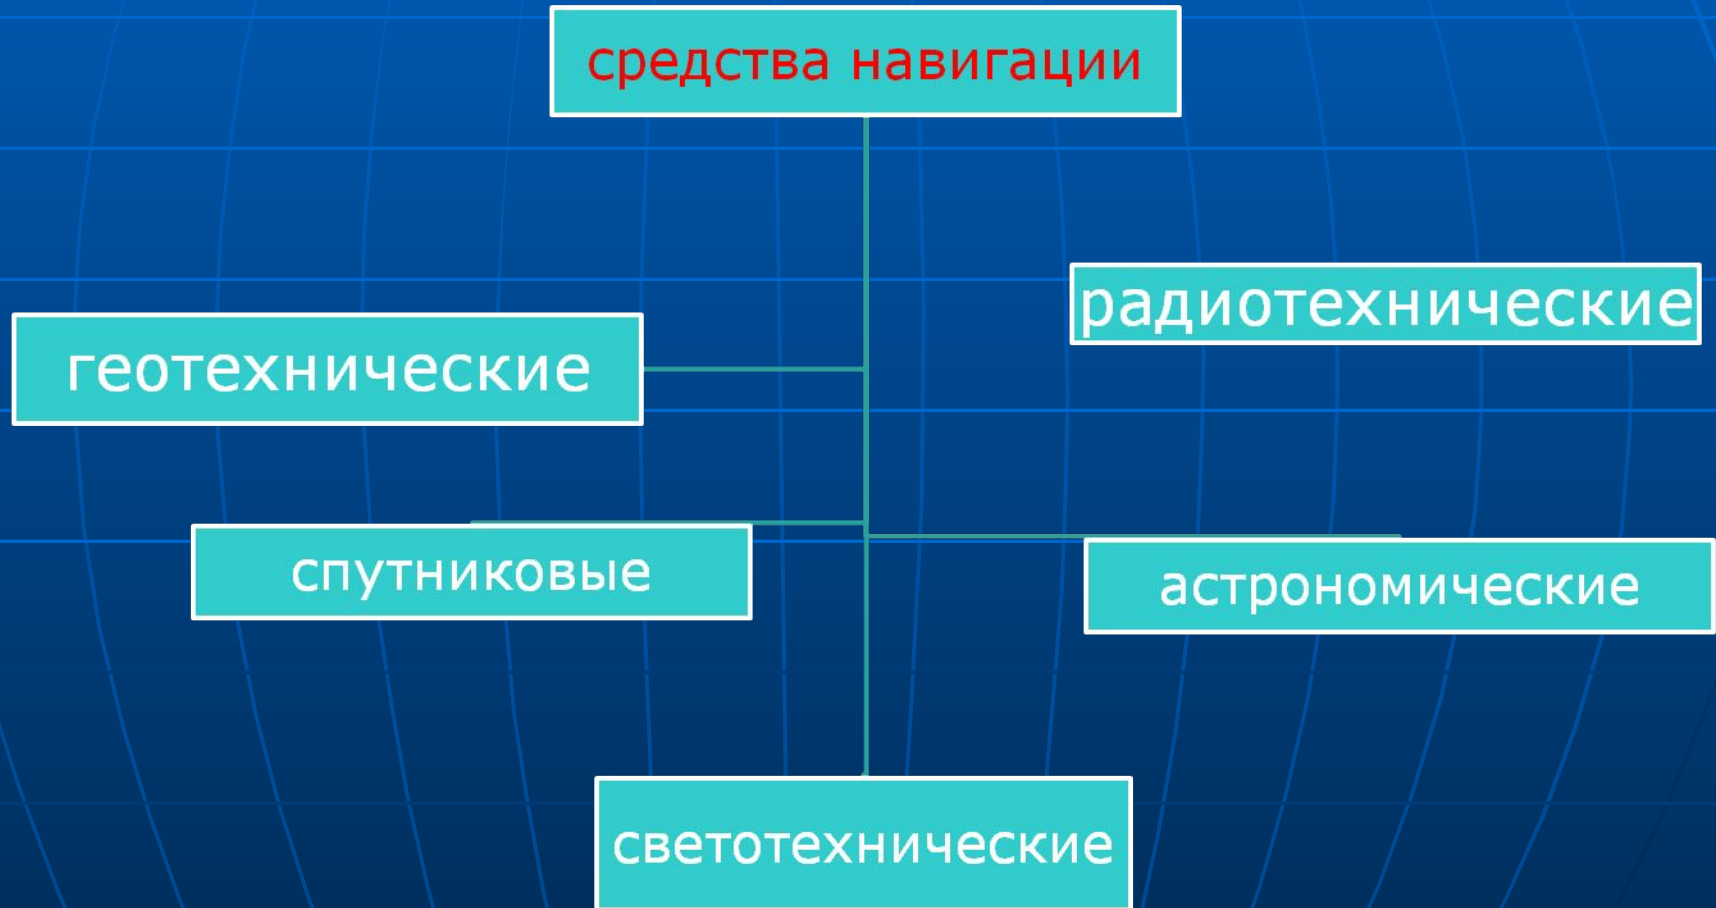 средства навигации
радиотехнические
геотехнические
спутниковые
астрономические
светотехнические